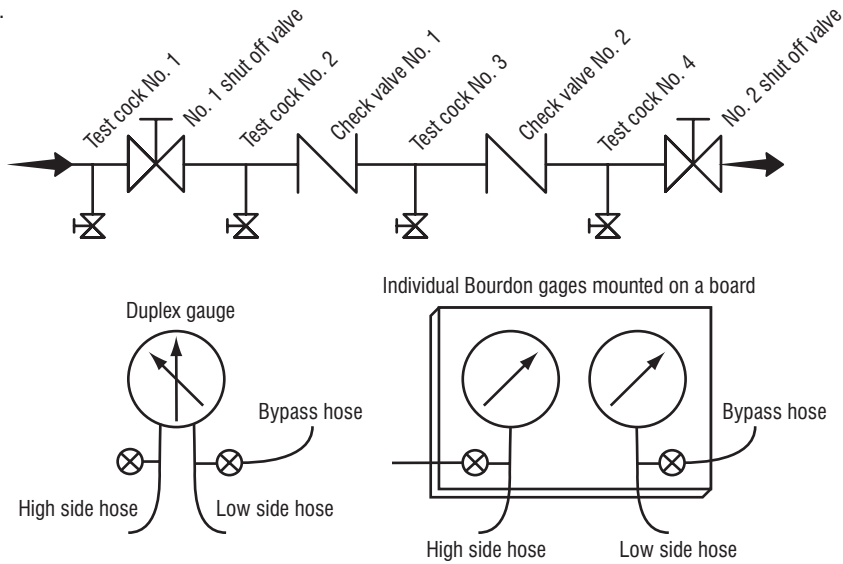 Test cock No. 1
No. 1 shut off valve
Test cock No. 2
Check valve No. 1
Test cock No. 3
Check valve No. 2
Test cock No. 4
No. 2 shut off valve
Individual Bourdon gages mounted on a board
Duplex gauge
Bypass hose
Bypass hose
High side hose
Low side hose
High side hose
Low side hose